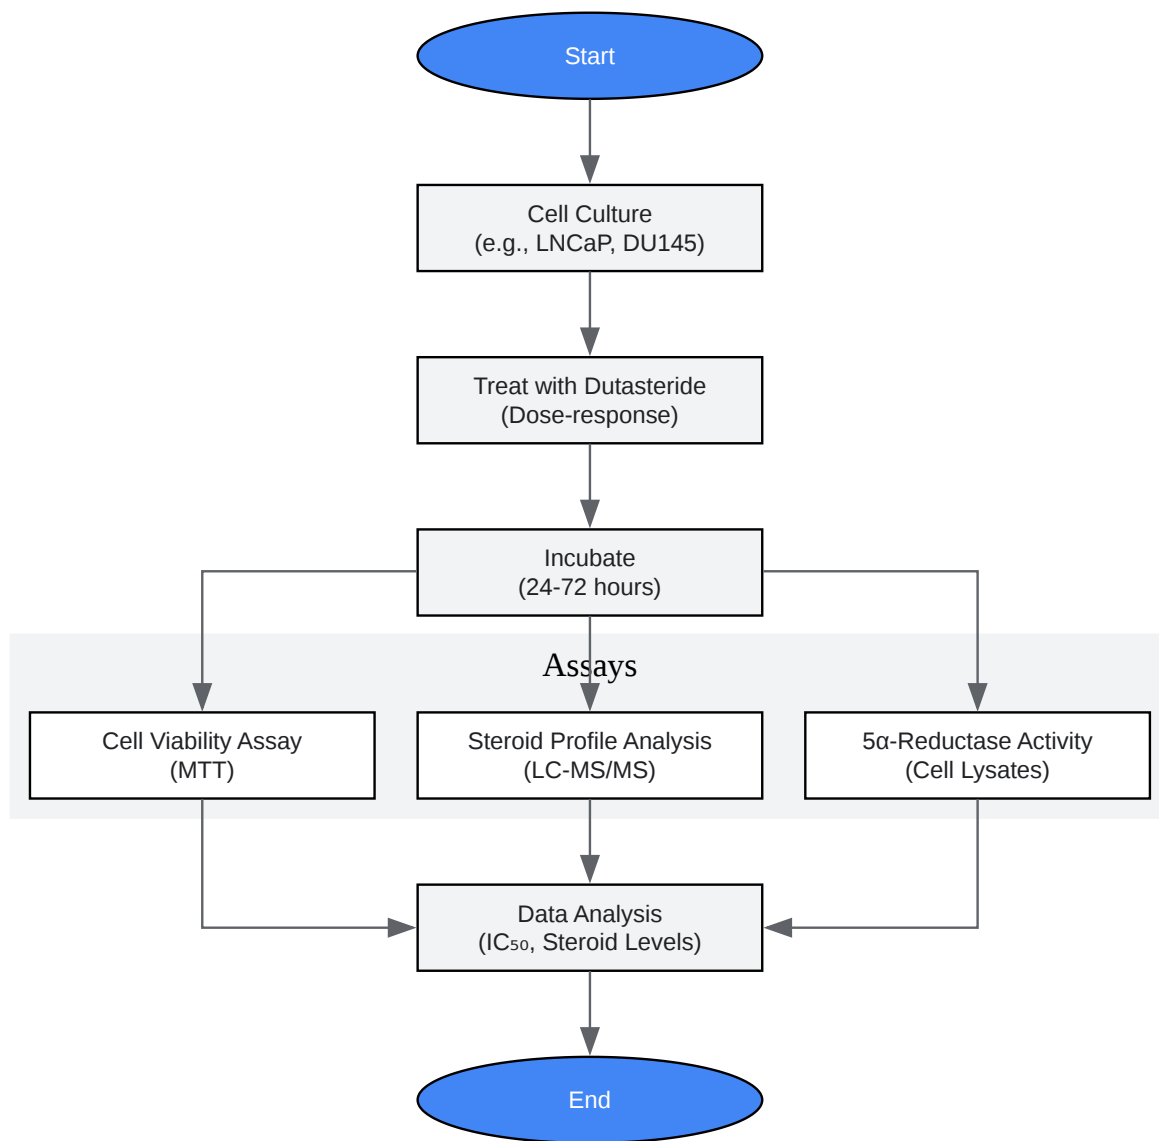 Start
Cell Culture
(e.g., LNCaP, DU145)
Treat with Dutasteride
(Dose-response)
Incubate
(24-72 hours)
Assays
Cell Viability Assay
(MTT)
Steroid Profile Analysis
(LC-MS/MS)
5α-Reductase Activity
(Cell Lysates)
Data Analysis
(IC₅₀, Steroid Levels)
End